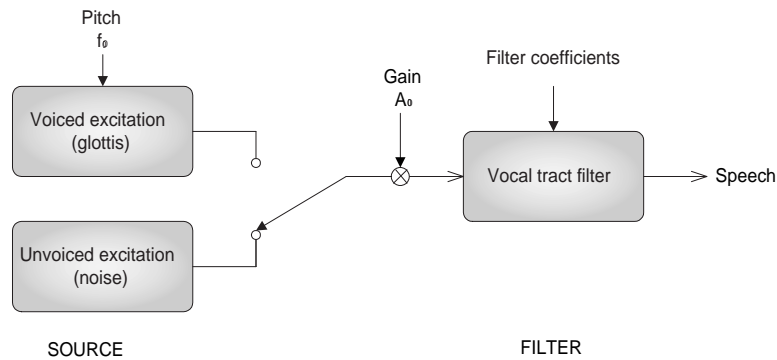 Pitch
f₀
Voiced excitation
(glottis)
Unvoiced excitation
(noise)
SOURCE
Gain
A₀
Filter coefficients
Vocal tract filter
Speech
FILTER